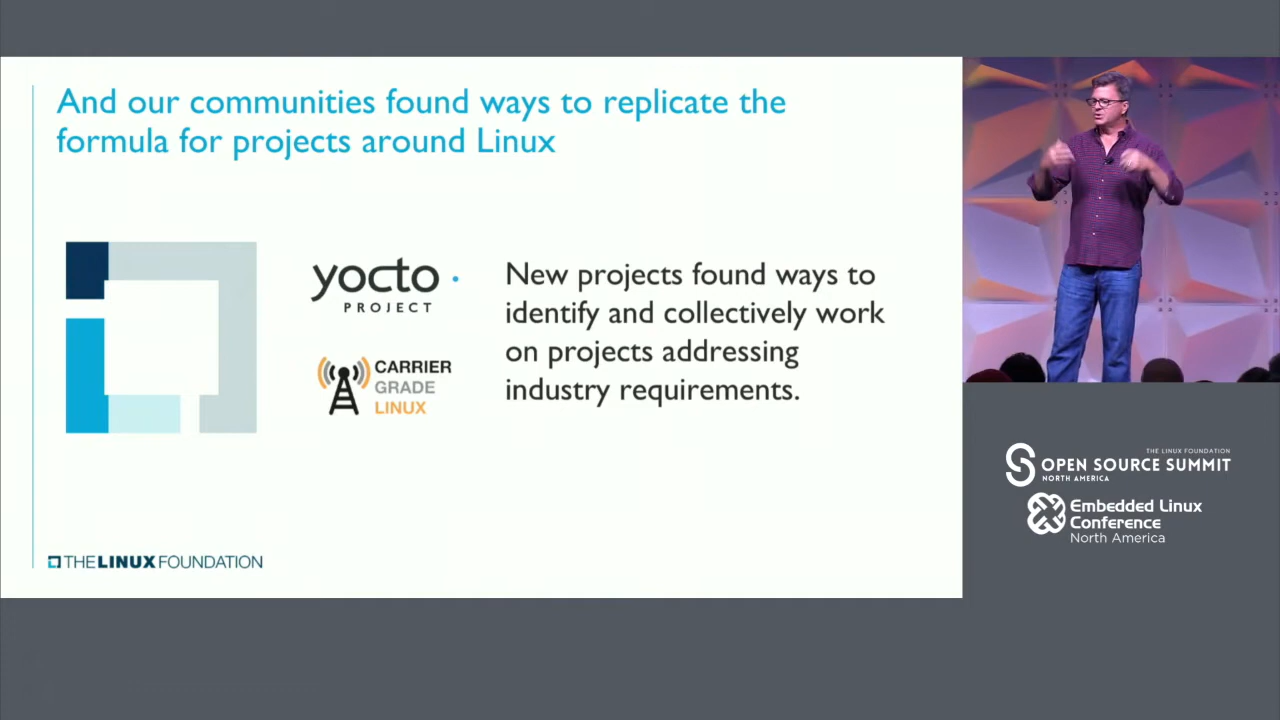 And our communities found ways to replicate the
formula for projects around Linux
yocto
PROJECT
CARRIER
GRADE
LINUX
New projects found ways to
identify and collectively work
on projects addressing
industry requirements.
THE LINUX FOUNDATION
THE LINUX FOUNDATION
OPEN SOURCE SUMMIT
NORTH AMERICA
Embedded Linux
Conference
North America